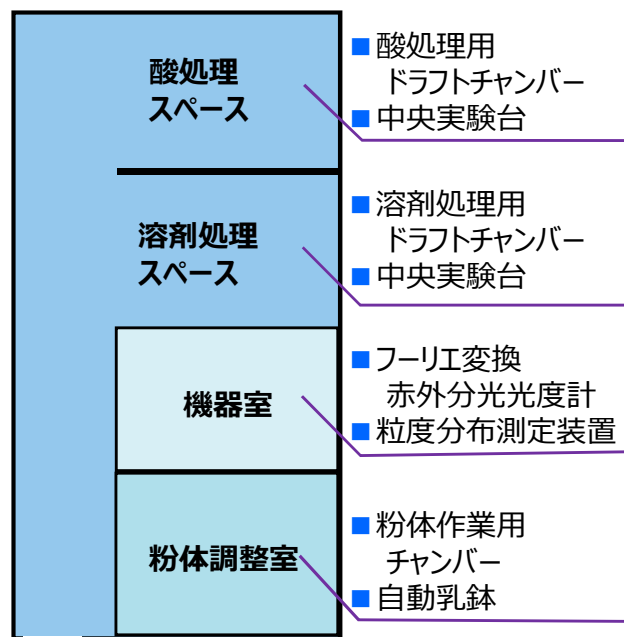 酸処理
スペース
■ 酸処理用
ドラフトチャンバー
■ 中央実験台
溶剤処理
スペース
■ 溶剤処理用
ドラフトチャンバー
■ 中央実験台
機器室
■ フーリエ変換
赤外分光光度計
■ 粒度分布測定装置
粉体調整室
■ 粉体作業用
チャンバー
■ 自動乳鉢